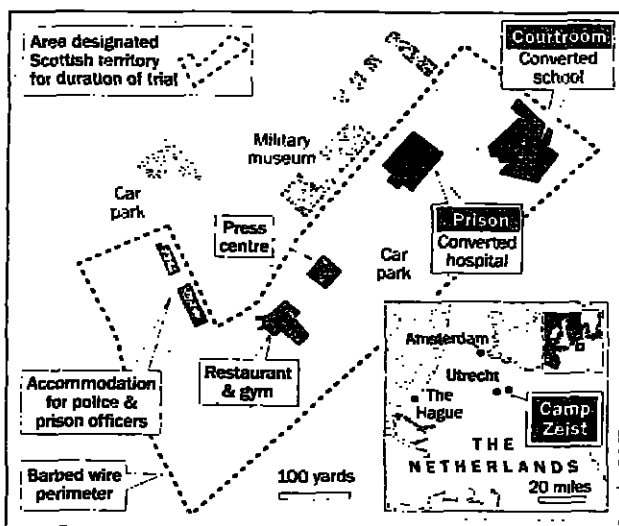 Area designated
Scottish territory
for duration of trial
Courtroom
Converted
school
Military
museum
Car
park
Press
centre
Prison
Converted
hospital
Car
park
Restaurant
& gym
Accommodation
for police &
prison officers
Barbed wire
perimeter
100 yards
Amsterdam
Utrecht
The
Hague
Camp
Zeist
THE
NETHERLANDS
20 miles